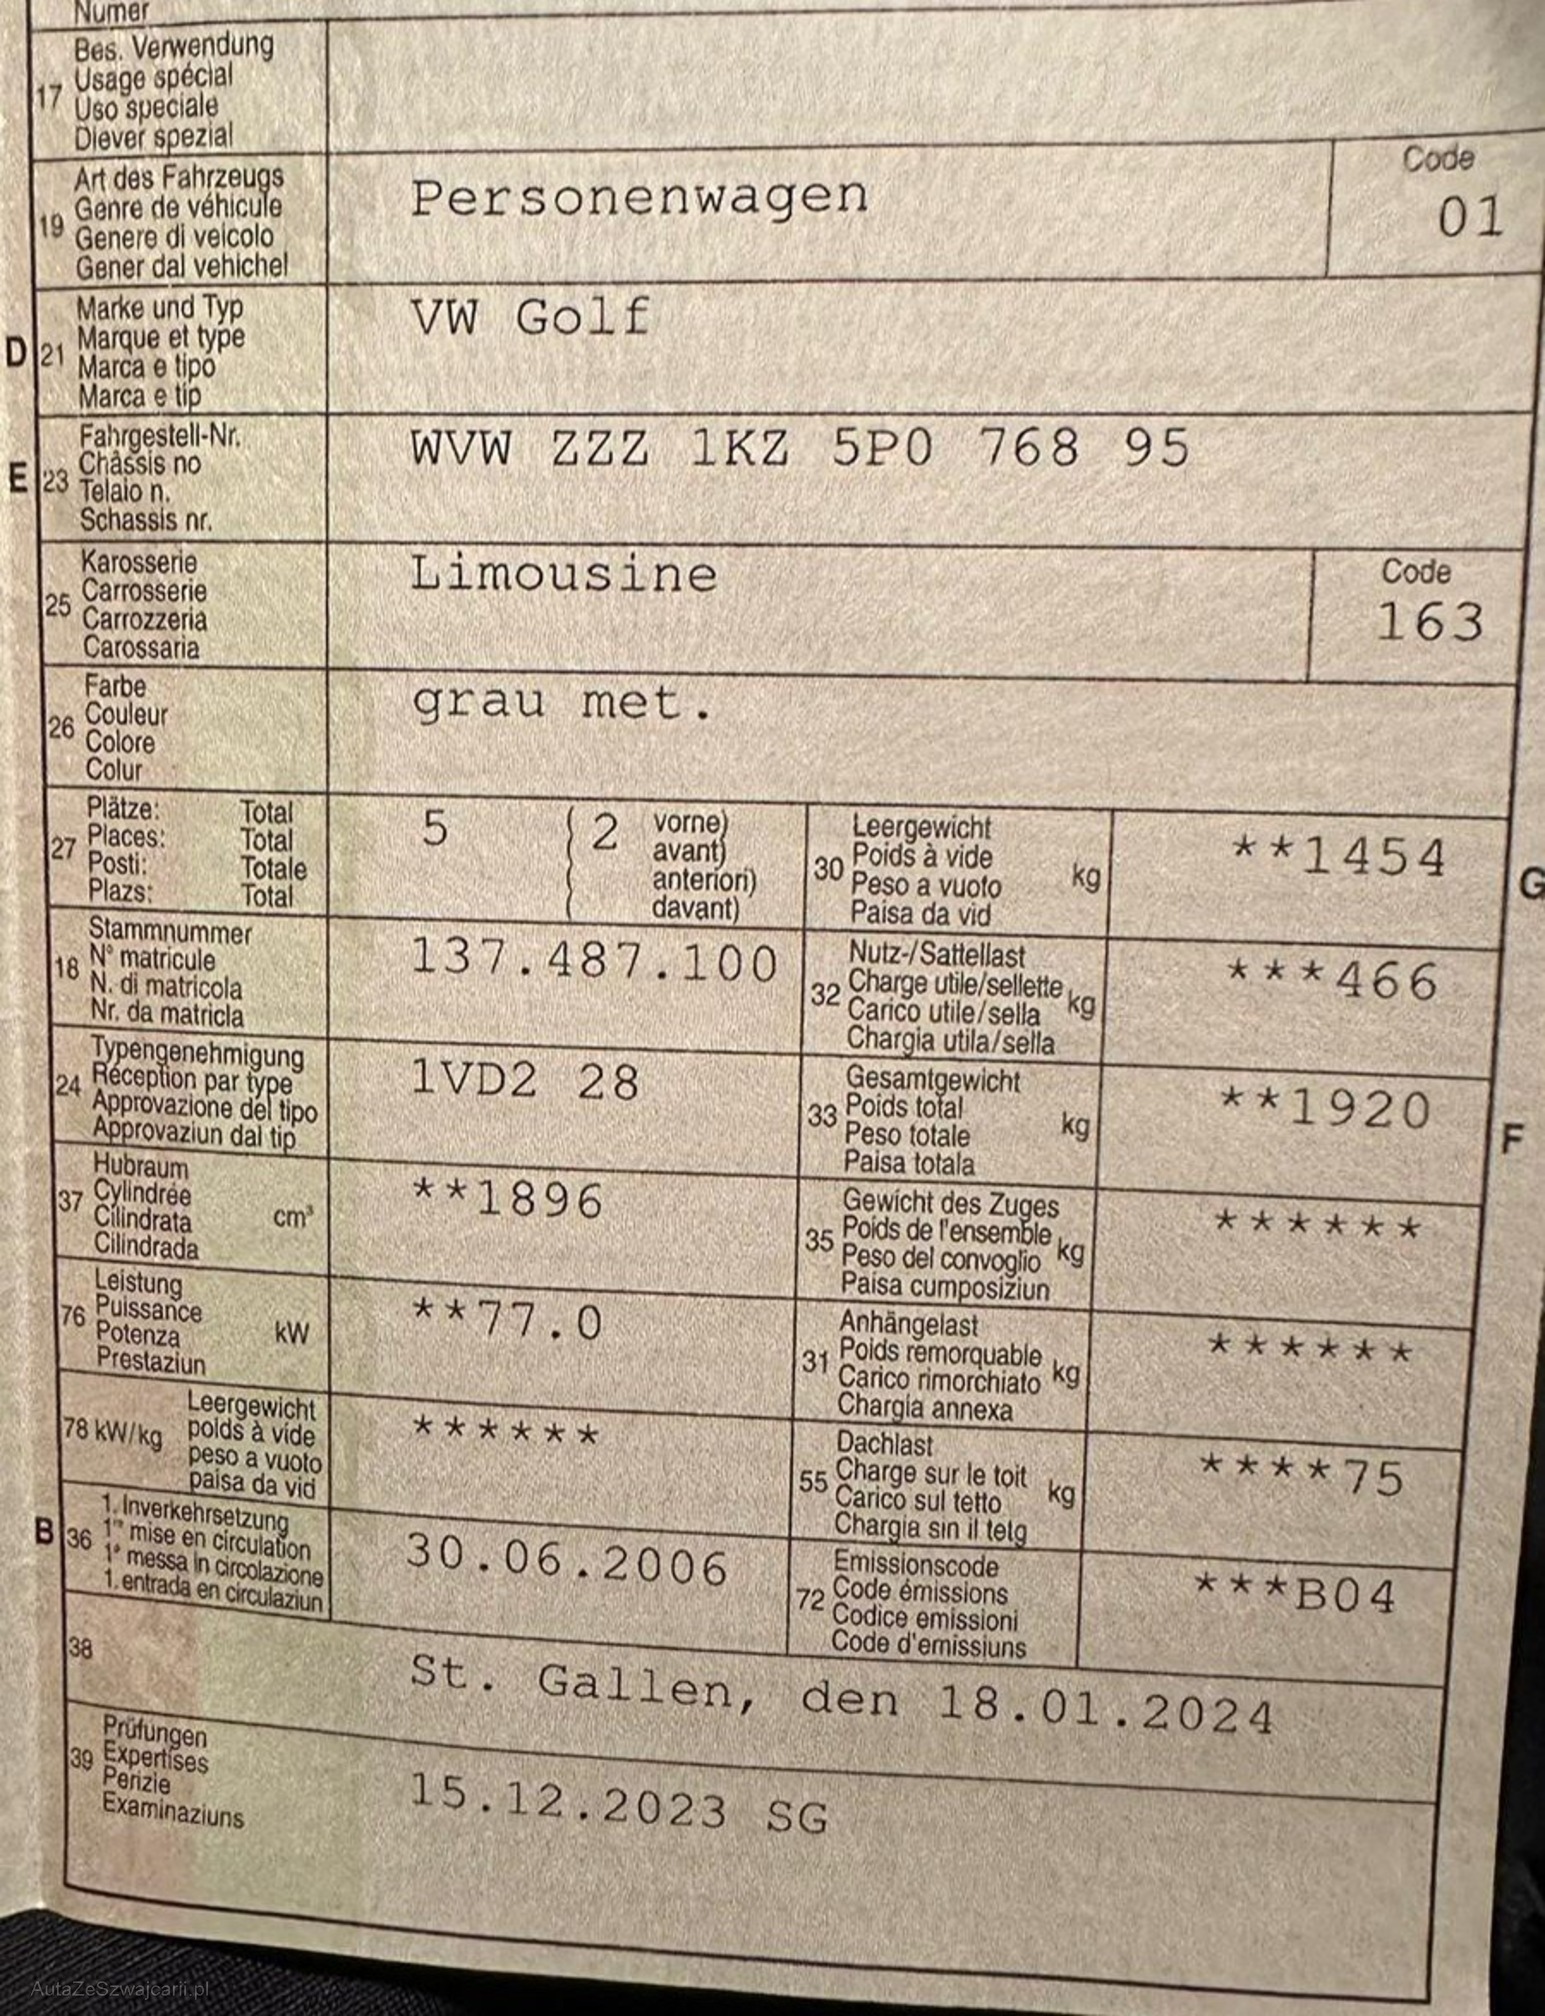 Numer
17 Bes. Verwendung
Usage spécial
Uso speciale
Diever spezial
19 Art des Fahrzeugs
Genre de véhicule
Genere di veicolo
Gener dal vehichel
Personenwagen
Code
01
D 21 Marke und Typ
Marque et type
Marca e tipo
Marca e tip
VW Golf
E 23 Fahrgestell-Nr.
Châssis no
Telaio n.
Schassis nr.
WVW ZZZ 1KZ 5P0 768 95
25 Karosserie
Carrosserie
Carrozzeria
Carossaria
Limousine
Code
163
26 Farbe
Couleur
Colore
Colur
grau met.
27 Plätze: Total
Places: Total
Posti: Totale
Plazs: Total
5 ( 2 vorne)
( avant)
( anteriori)
( davant)
30 Leergewicht
Poids à vide
Peso a vuoto
Paisa da vid
kg
**1454
G
18 Stammnummer
N° matricule
N. di matricola
Nr. da matricla
137.487.100
32 Nutz-/Sattellast
Charge utile/sellette
Carico utile/sella
Chargia utila/sella
kg
***466
24 Typengenehmigung
Réception par type
Approvazione del tipo
Approvaziun dal tip
1VD2 28
33 Gesamtgewicht
Poids total
Peso totale
Paisa totala
kg
**1920
F
37 Hubraum
Cylindrée
Cilindrata
Cilindrada
cm³
**1896
35 Gewicht des Zuges
Poids de l'ensemble
Peso del convoglio
Paisa cumposiziun
kg
******
76 Leistung
Puissance
Potenza
Prestaziun
kW
**77.0
31 Anhängelast
Poids remorquable
Carico rimorchiato
Chargia annexa
kg
******
78 kW/kg Leergewicht
poids à vide
peso a vuoto
paisa da vid
******
55 Dachlast
Charge sur le toit
Carico sul tetto
Chargia sin il tetg
kg
****75
B 36 1. Inverkehrsetzung
1re mise en circulation
1a messa in circolazione
1. entrada en circulaziun
30.06.2006
72 Emissionscode
Code émissions
Codice emissioni
Code d'emissiuns
***B04
38
St. Gallen, den 18.01.2024
39 Prüfungen
Expertises
Perizie
Examinaziuns
15.12.2023 SG
AutaZeSzwajcarii.pl